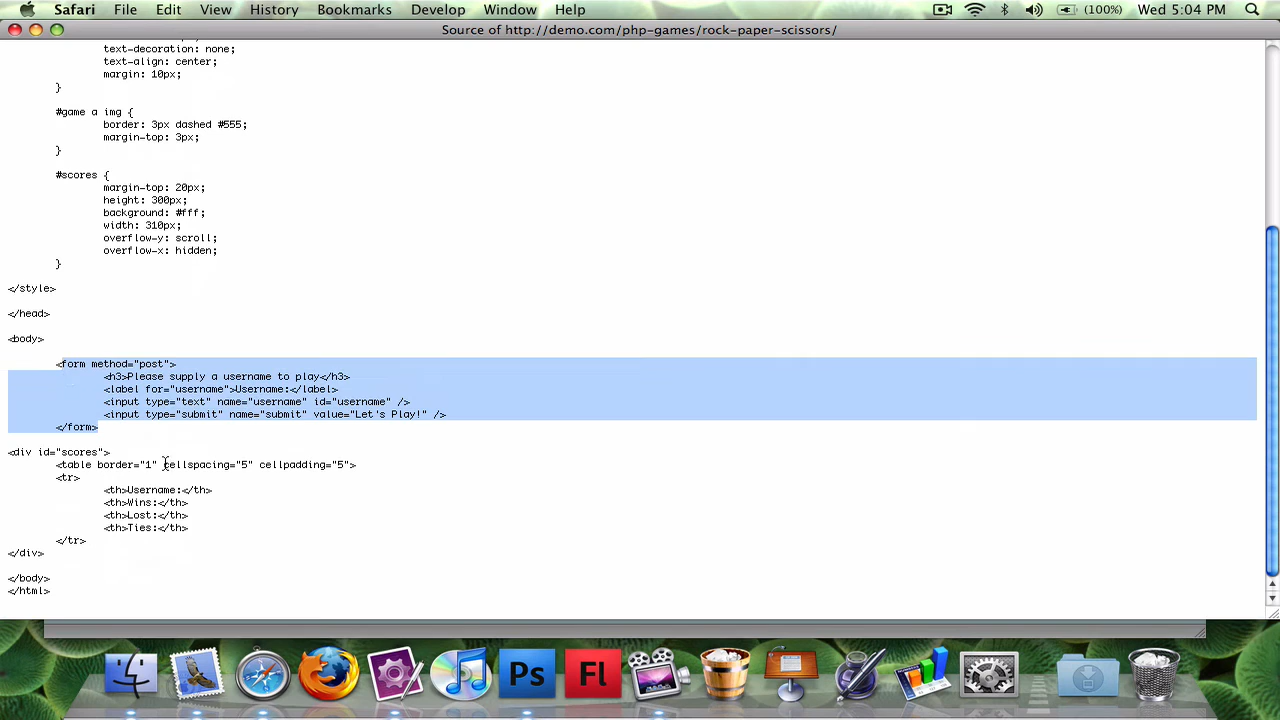 Safari File Edit View History Bookmarks Develop Window Help (100%) Wed 5:04 PM
Source of http://demo.com/php-games/rock-paper-scissors/
text-decoration: none;
text-align: center;
margin: 10px;
}
#game a img {
border: 3px dashed #555;
margin-top: 3px;
}
#scores {
margin-top: 20px;
height: 300px;
background: #fff;
width: 310px;
overflow-y: scroll;
overflow-x: hidden;
}
</style>
</head>
<body>
<form method="post">
<h3>Please supply a username to play</h3>
<label for="username">Username:</label>
<input type="text" name="username" id="username" />
<input type="submit" name="submit" value="Let's Play!" />
</form>
<div id="scores">
<table border="1" cellspacing="5" cellpadding="5">
<tr>
<th>Username:</th>
<th>Wins:</th>
<th>Lost:</th>
<th>Ties:</th>
</tr>
</div>
</body>
</html>
Ps Fl